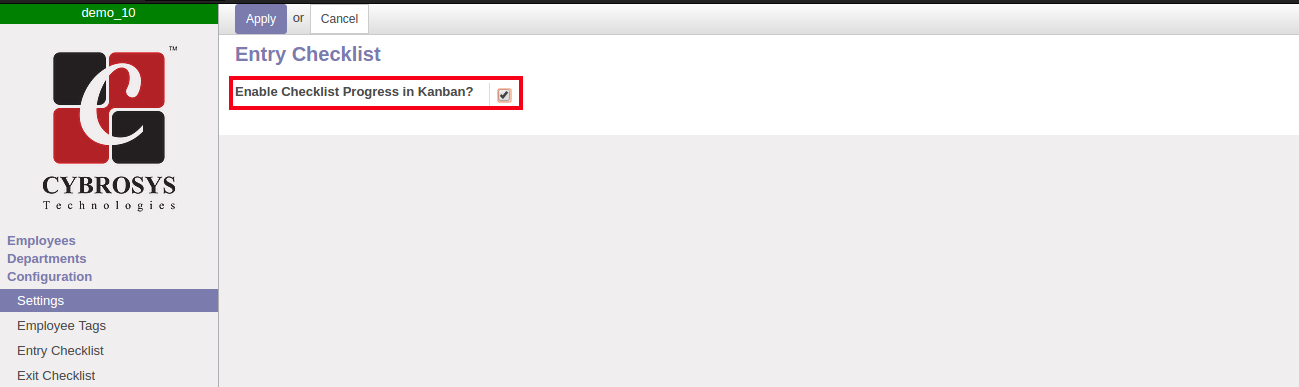 demo_10
Apply or Cancel
Entry Checklist
Enable Checklist Progress in Kanban?
™
CYBROSYS
Technologies
Employees
Departments
Configuration
Settings
Employee Tags
Entry Checklist
Exit Checklist